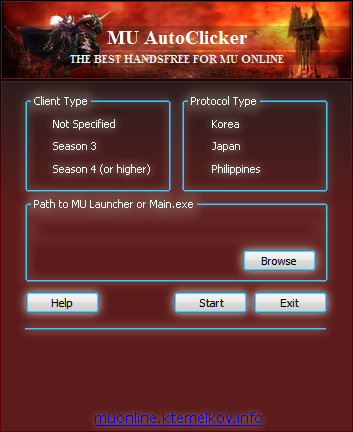 MU AutoClicker
THE BEST HANDSFREE FOR MU ONLINE
Client Type
Not Specified
Season 3
Season 4 (or higher)
Protocol Type
Korea
Japan
Philippines
Path to MU Launcher or Main.exe
Browse
Help
Start
Exit
muonline.ktemelkov.info